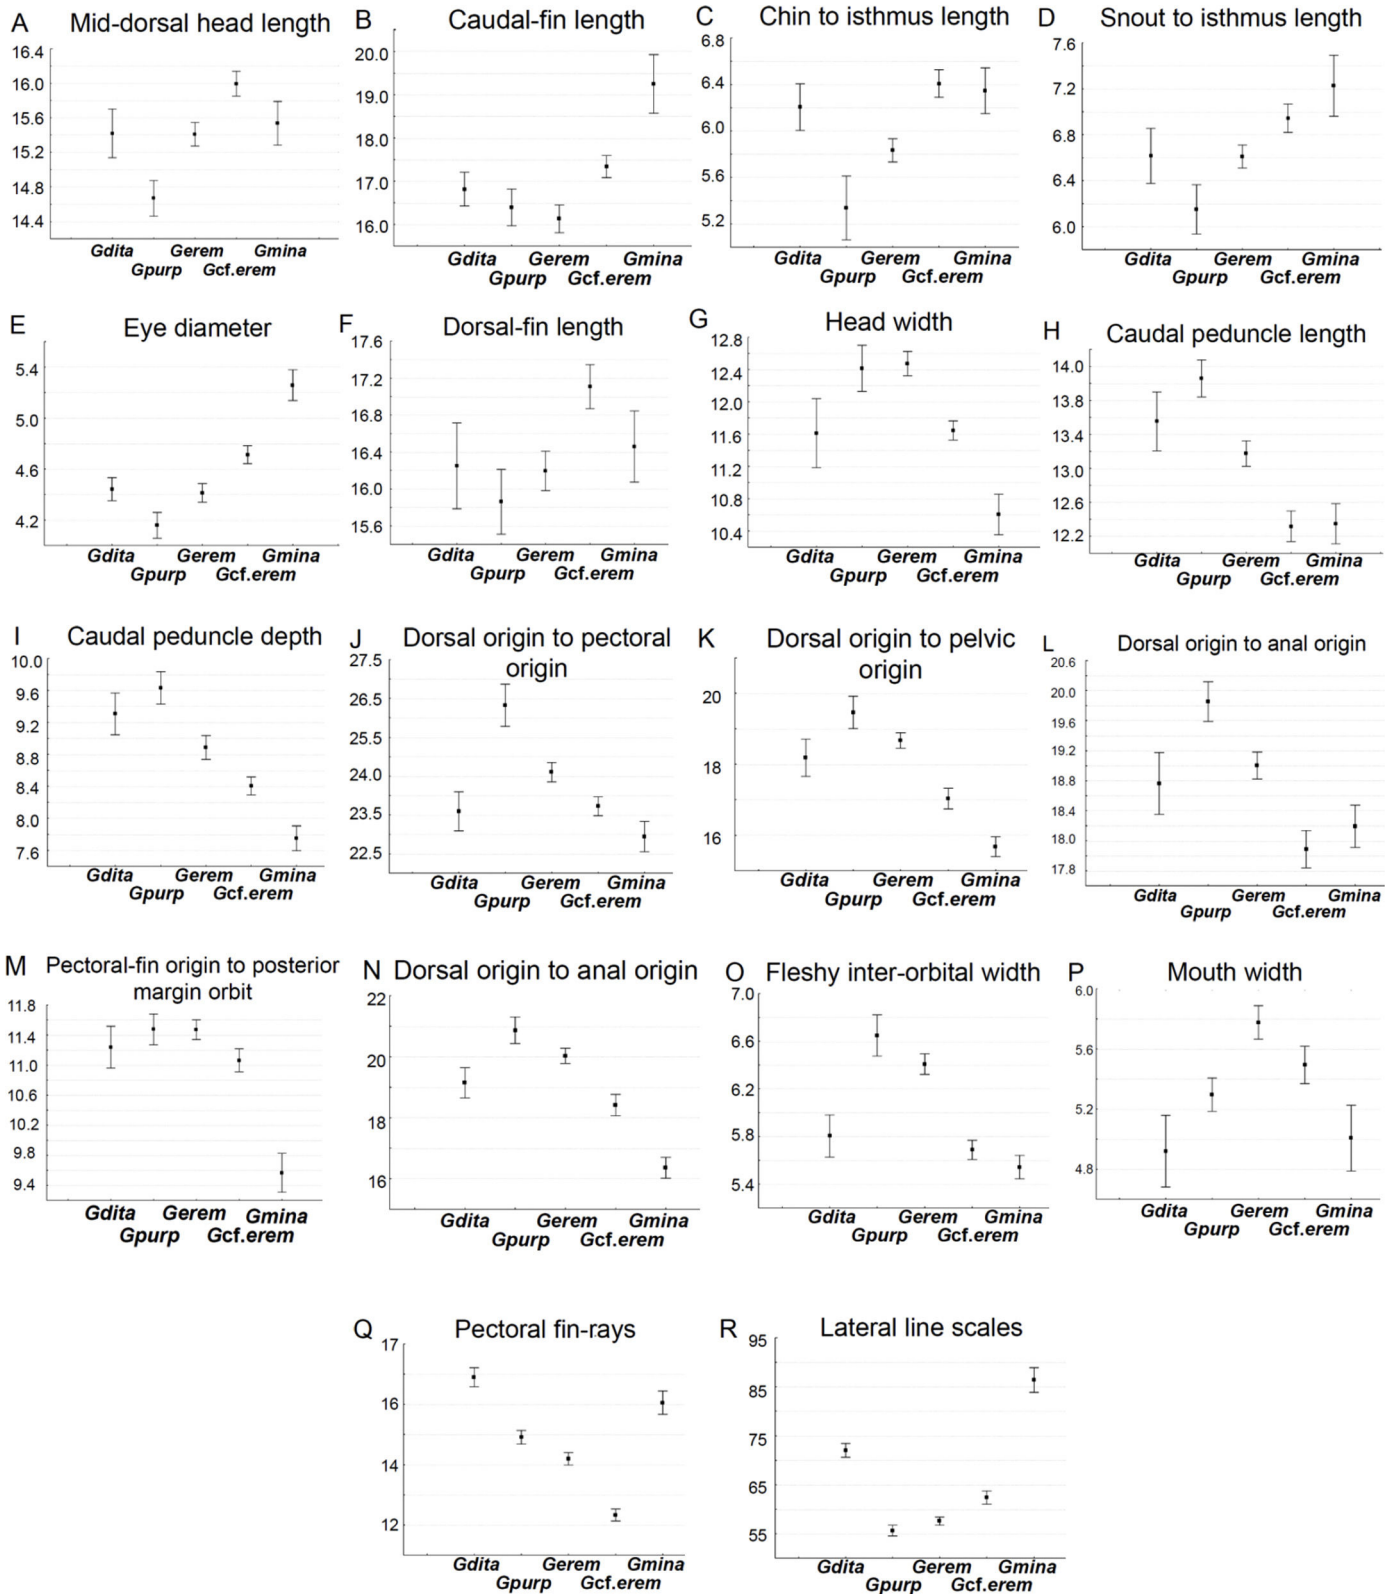 A Mid-dorsal head length
16.4
16.0
15.6
15.2
14.8
14.4
Gdita Gerem Gmina
Gpurp Gcf.erem
B Caudal-fin length
20.0
19.0
18.0
17.0
16.0
Gdita Gerem Gmina
Gpurp Gcf.erem
C Chin to isthmus length
6.8
6.4
6.0
5.6
5.2
Gdita Gerem Gmina
Gpurp Gcf.erem
D Snout to isthmus length
7.6
7.2
6.8
6.4
6.0
Gdita Gerem Gmina
Gpurp Gcf.erem
E Eye diameter
5.4
5.0
4.6
4.2
Gdita Gerem Gmina
Gpurp Gcf.erem
F Dorsal-fin length
17.6
17.2
16.8
16.4
16.0
15.6
Gdita Gerem Gmina
Gpurp Gcf.erem
G Head width
12.8
12.4
12.0
11.6
11.2
10.8
10.4
Gdita Gerem Gmina
Gpurp Gcf.erem
H Caudal peduncle length
14.0
13.8
13.4
13.0
12.6
12.2
Gdita Gerem Gmina
Gpurp Gcf.erem
I Caudal peduncle depth
10.0
9.6
9.2
8.8
8.4
8.0
7.6
Gdita Gerem Gmina
Gpurp Gcf.erem
J Dorsal origin to pectoral
origin
27.5
26.5
25.5
24.0
23.5
22.5
Gdita Gerem Gmina
Gpurp Gcf.erem
K Dorsal origin to pelvic
origin
20
18
16
Gdita Gerem Gmina
Gpurp Gcf.erem
L Dorsal origin to anal origin
20.6
20.0
19.6
19.2
18.8
18.4
18.0
17.8
Gdita Gerem Gmina
Gpurp Gcf.erem
M Pectoral-fin origin to posterior
margin orbit
11.8
11.4
11.0
10.6
10.2
9.8
9.4
Gdita Gerem Gmina
Gpurp Gcf.erem
N Dorsal origin to anal origin
22
20
18
16
Gdita Gerem Gmina
Gpurp Gcf.erem
O Fleshy inter-orbital width
7.0
6.6
6.2
5.8
5.4
Gdita Gerem Gmina
Gpurp Gcf.erem
P Mouth width
6.0
5.6
5.2
4.8
Gdita Gerem Gmina
Gpurp Gcf.erem
Q Pectoral fin-rays
17
16
14
12
Gdita Gerem Gmina
Gpurp Gcf.erem
R Lateral line scales
95
85
75
65
55
Gdita Gerem Gmina
Gpurp Gcf.erem